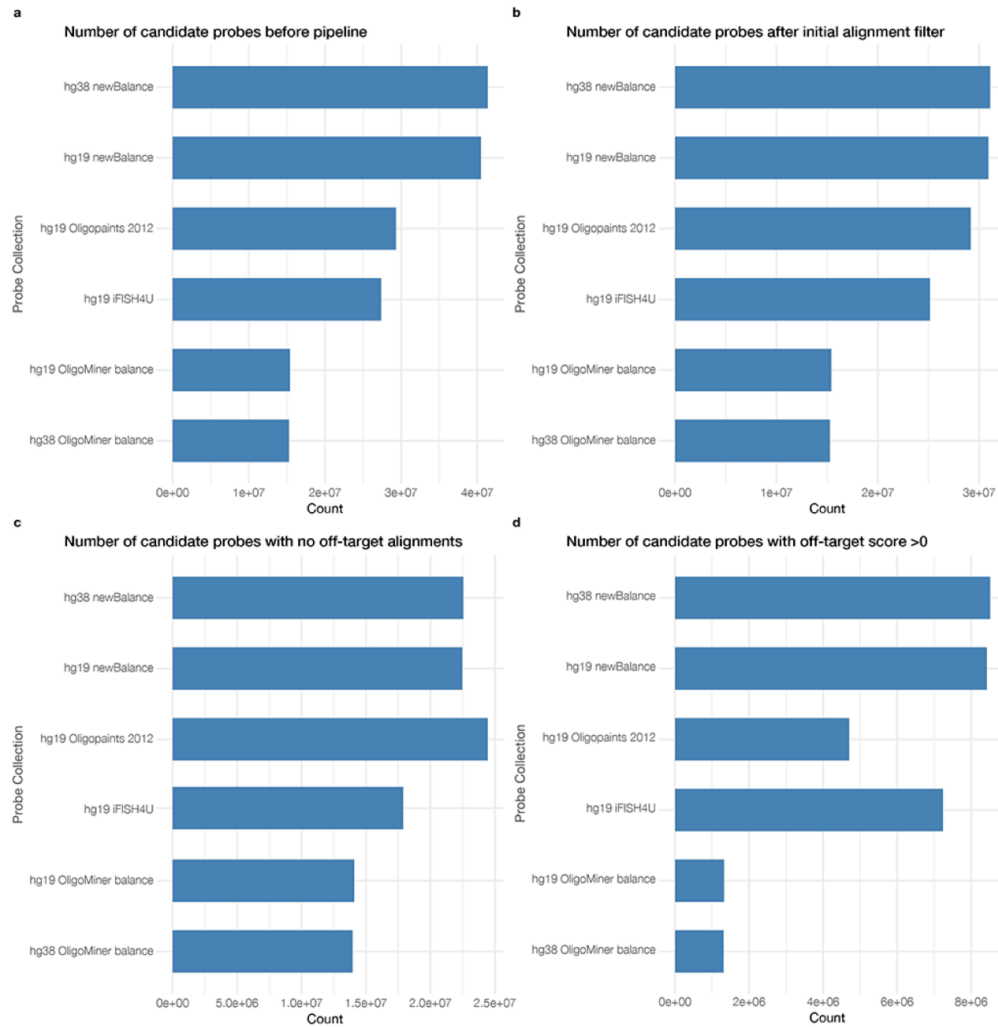 a
Number of candidate probes before pipeline
Probe Collection
hg38 newBalance
hg19 newBalance
hg19 Oligopaints 2012
hg19 iFISH4U
hg19 OligoMiner balance
hg38 OligoMiner balance
0e+00 1e+07 2e+07 3e+07 4e+07
Count
b
Number of candidate probes after initial alignment filter
Probe Collection
hg38 newBalance
hg19 newBalance
hg19 Oligopaints 2012
hg19 iFISH4U
hg19 OligoMiner balance
hg38 OligoMiner balance
0e+00 1e+07 2e+07 3e+07
Count
c
Number of candidate probes with no off-target alignments
Probe Collection
hg38 newBalance
hg19 newBalance
hg19 Oligopaints 2012
hg19 iFISH4U
hg19 OligoMiner balance
hg38 OligoMiner balance
0e+00 5.0e+06 1.0e+07 1.5e+07 2.0e+07 2.5e+07
Count
d
Number of candidate probes with off-target score >0
Probe Collection
hg38 newBalance
hg19 newBalance
hg19 Oligopaints 2012
hg19 iFISH4U
hg19 OligoMiner balance
hg38 OligoMiner balance
0e+00 2e+06 4e+06 6e+06 8e+06
Count